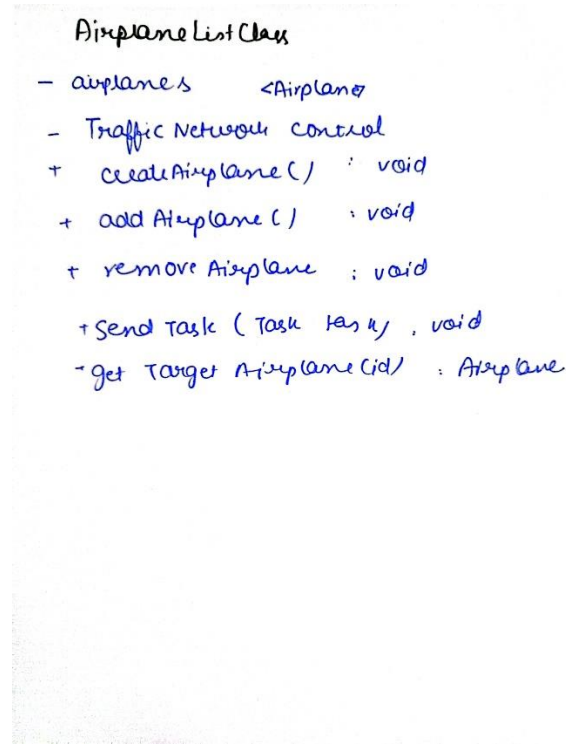 Airplane List Class
- airplanes <Airplane>
- Traffic Network control
+ createAirplane() : void
+ add Airplane() : void
+ remove Airplane : void
+ Send Task (Task task) , void
- get Target Airplane(id) : Airplane